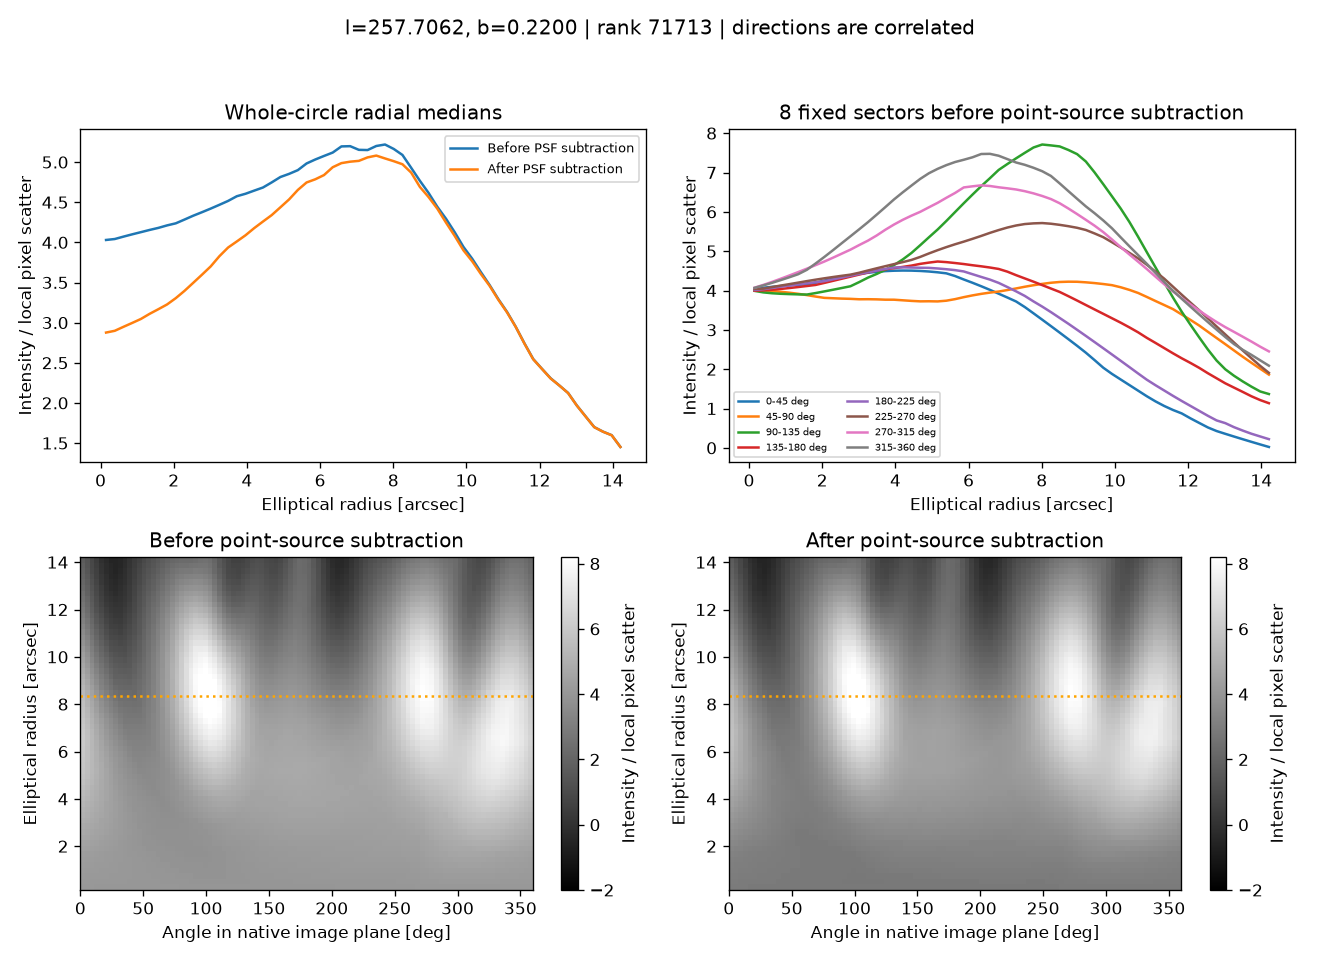 l=257.7062, b=0.2200 | rank 71713 | directions are correlated
Whole-circle radial medians
Intensity / local pixel scatter
5.0
4.5
4.0
3.5
3.0
2.5
2.0
1.5
Before PSF subtraction
After PSF subtraction
0 2 4 6 8 10 12 14
Elliptical radius [arcsec]
8 fixed sectors before point-source subtraction
Intensity / local pixel scatter
8
7
6
5
4
3
2
1
0
0-45 deg
45-90 deg
90-135 deg
135-180 deg
180-225 deg
225-270 deg
270-315 deg
315-360 deg
0 2 4 6 8 10 12 14
Elliptical radius [arcsec]
Before point-source subtraction
Elliptical radius [arcsec]
14
12
10
8
6
4
2
0 50 100 150 200 250 300 350
Angle in native image plane [deg]
8
6
4
2
0
−2
Intensity / local pixel scatter
After point-source subtraction
Elliptical radius [arcsec]
14
12
10
8
6
4
2
0 50 100 150 200 250 300 350
Angle in native image plane [deg]
8
6
4
2
0
−2
Intensity / local pixel scatter